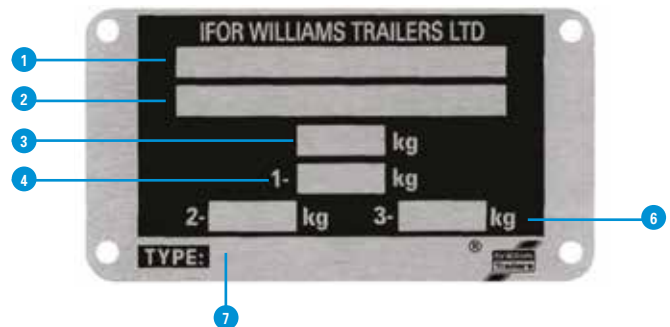 IFOR WILLIAMS TRAILERS LTD
1
2
3 kg
4 1- kg
2- kg 3- kg 6
TYPE: ®
7